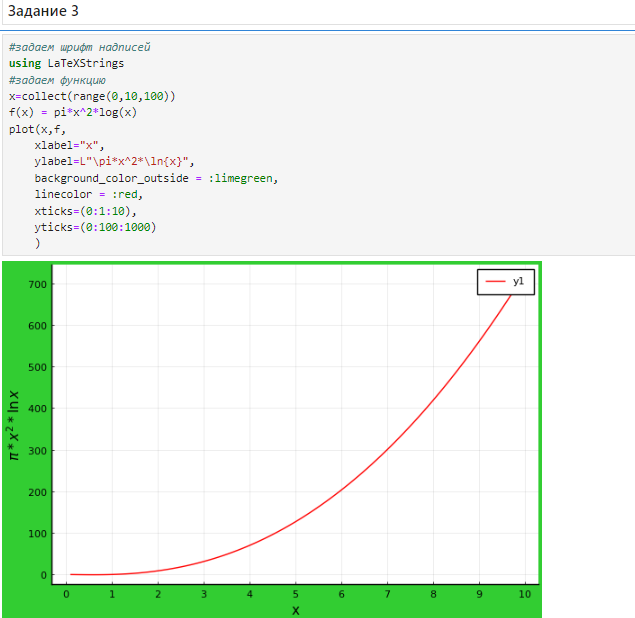 Задание 3
#задаем шрифт надписей
using LaTeXStrings
#задаем функцию
x=collect(range(0,10,100))
f(x) = pi*x^2*log(x)
plot(x,f,
xlabel="x",
ylabel=L"\pi*x^2*\ln{x}",
background_color_outside = :limegreen,
linecolor = :red,
xticks=(0:1:10),
yticks=(0:100:1000)
)
y1
700
600
500
400
300
200
100
0
π * x² * ln x
0 1 2 3 4 5 6 7 8 9 10
x